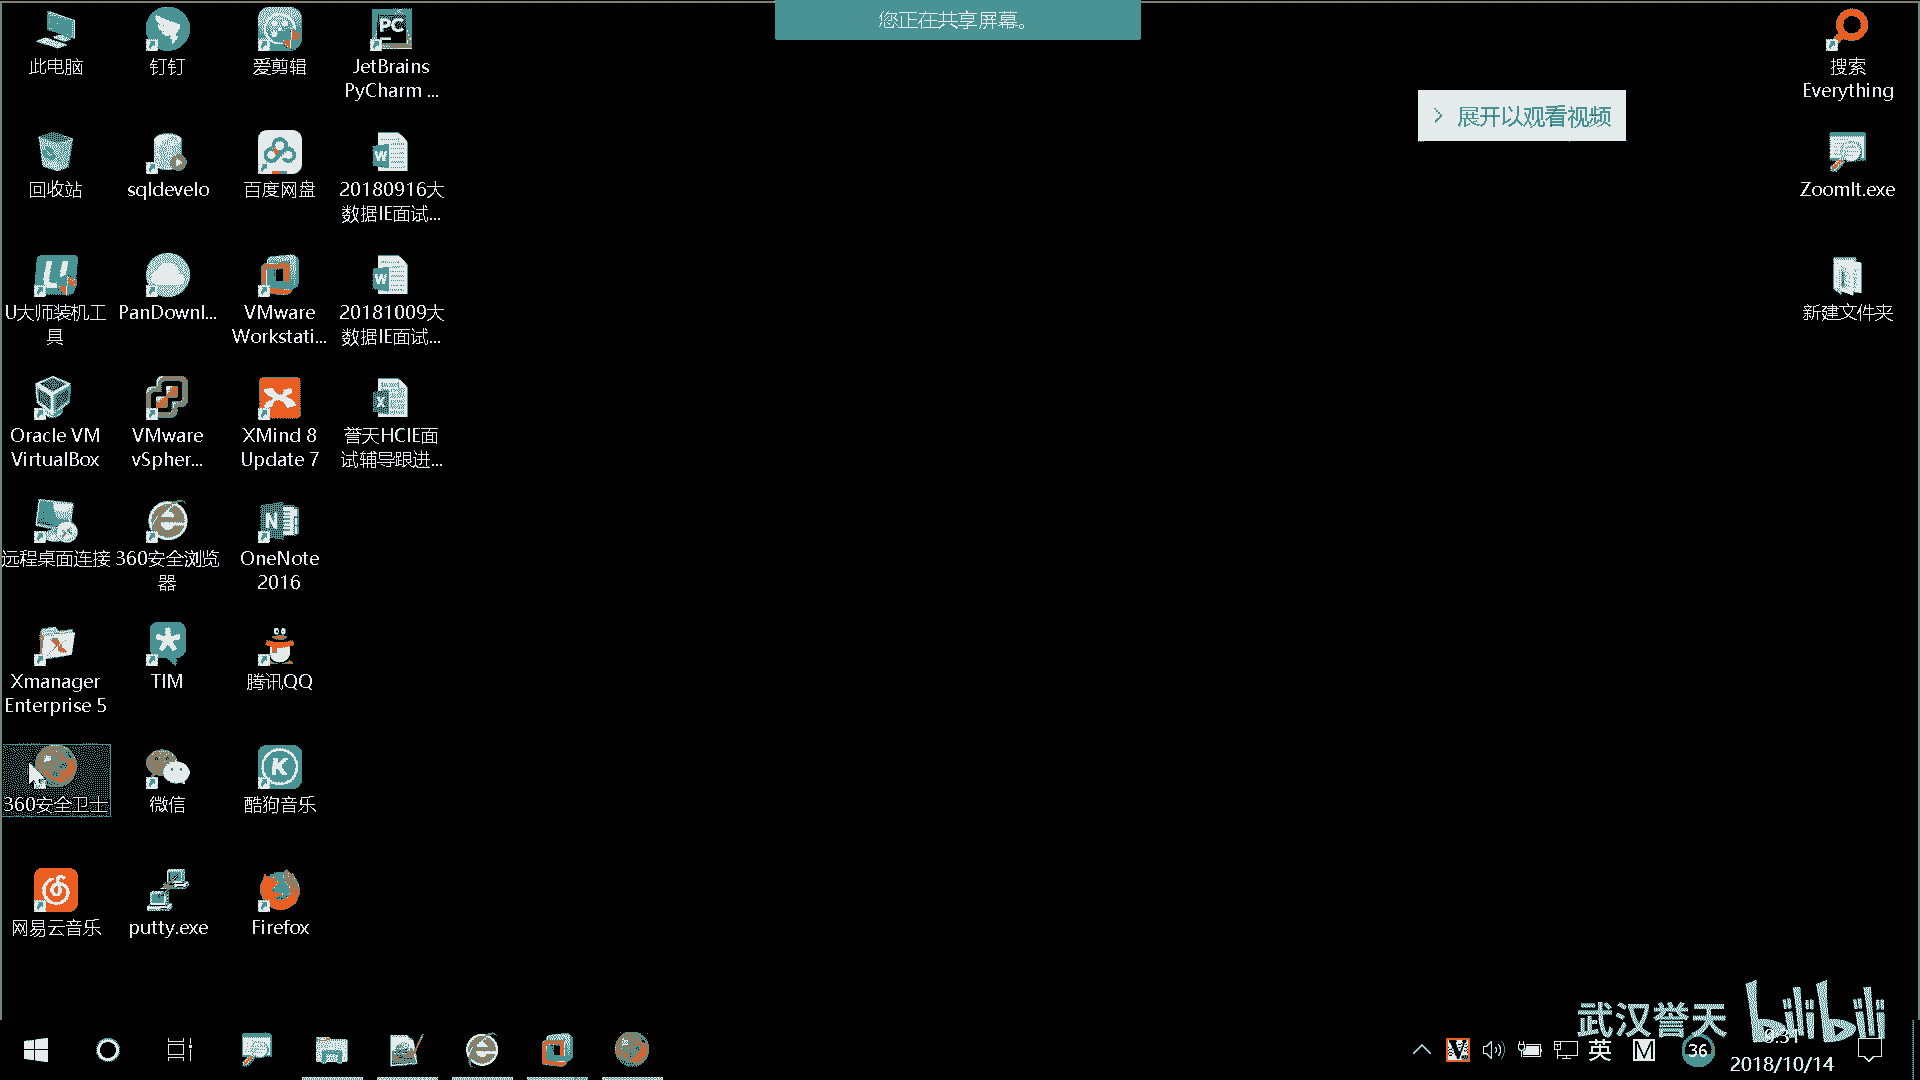 您正在共享屏幕。
展开以观看视频
此电脑
钉钉
爱剪辑
JetBrains
PyCharm ...
搜索
Everything
回收站
sqldevelo
百度网盘
20180916大
数据IE面试...
ZoomIt.exe
U大师装机工
具
PanDownl...
VMware
Workstati...
20181009大
数据IE面试...
新建文件夹
Oracle VM
VirtualBox
VMware
vSpher...
XMind 8
Update 7
誉天HCIE面
试辅导跟进...
远程桌面连接
360安全浏览
器
OneNote
2016
Xmanager
Enterprise 5
TIM
腾讯QQ
360安全卫士
微信
酷狗音乐
网易云音乐
putty.exe
Firefox
武汉誉天
bilibili
英
M
36
2018/10/14